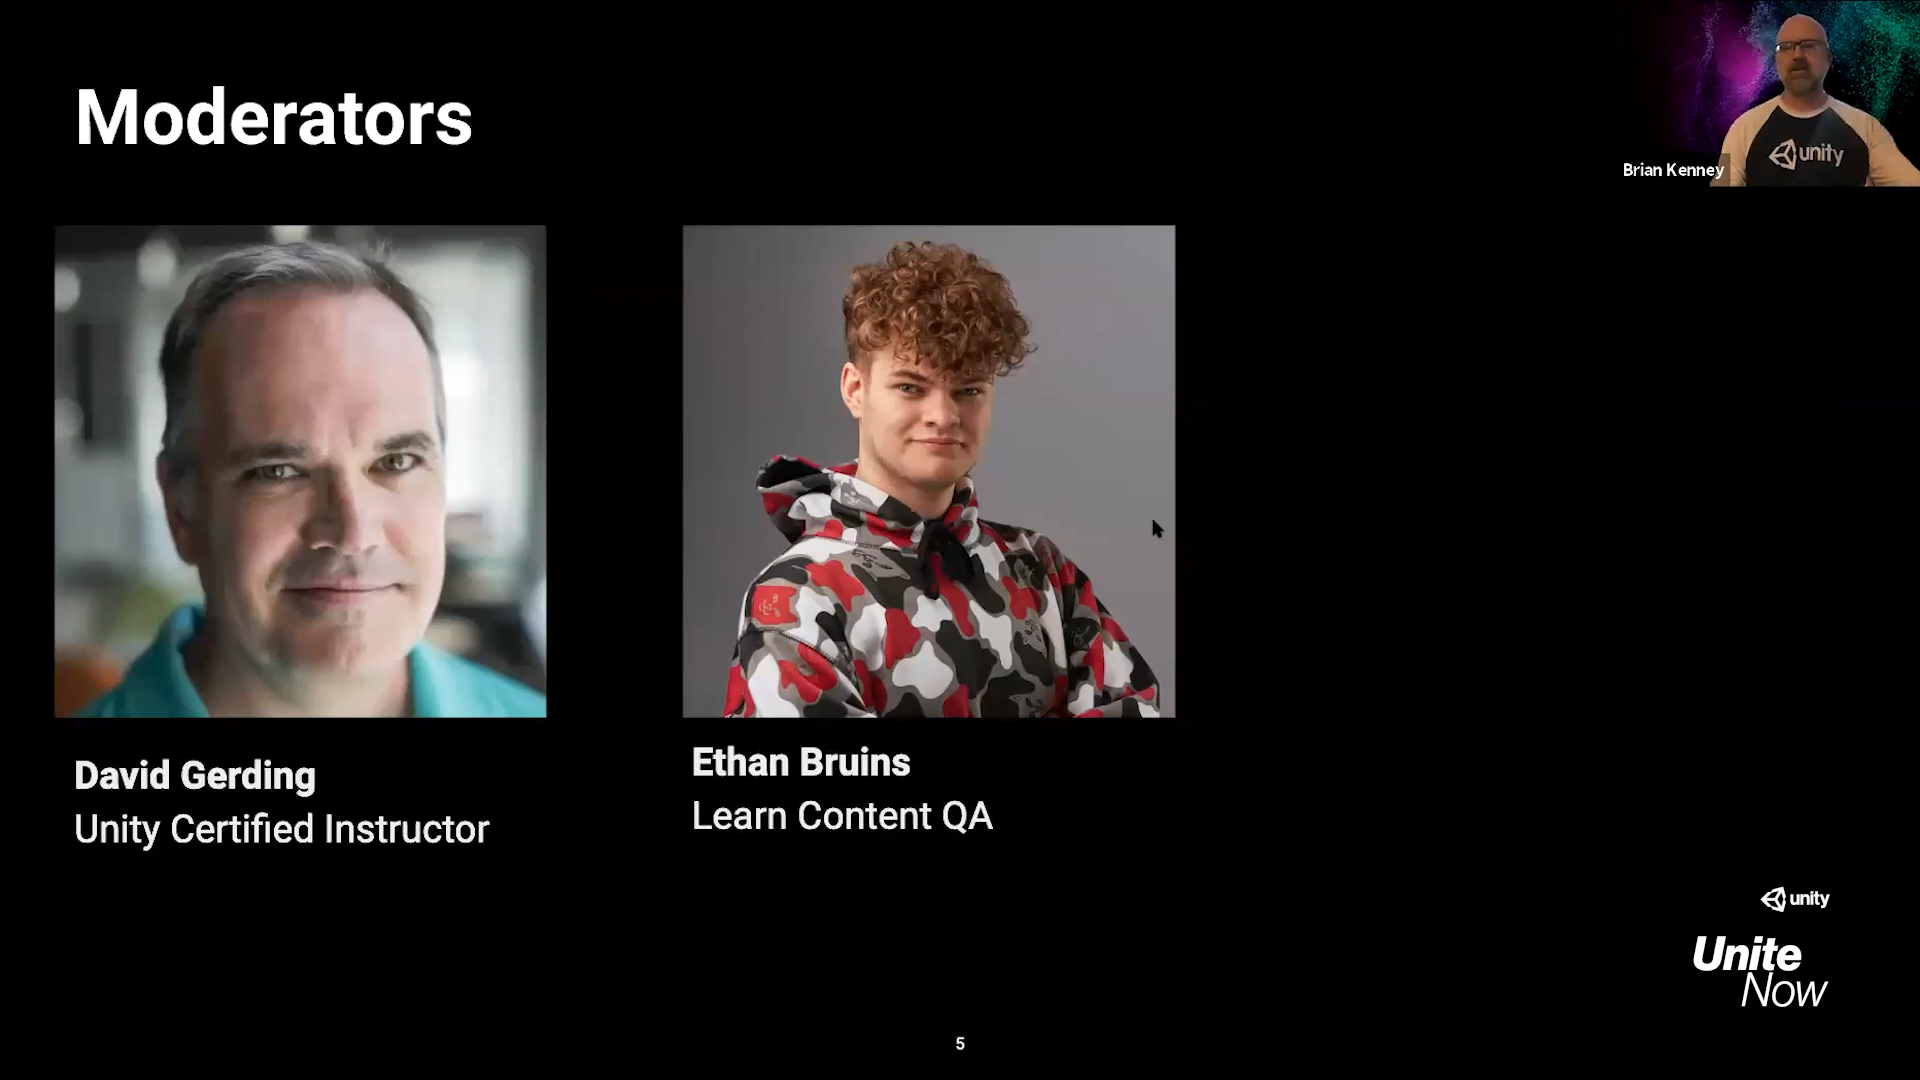 Moderators
unity
Brian Kenney
David Gerding
Unity Certified Instructor
Ethan Bruins
Learn Content QA
unity
Unite
Now
5